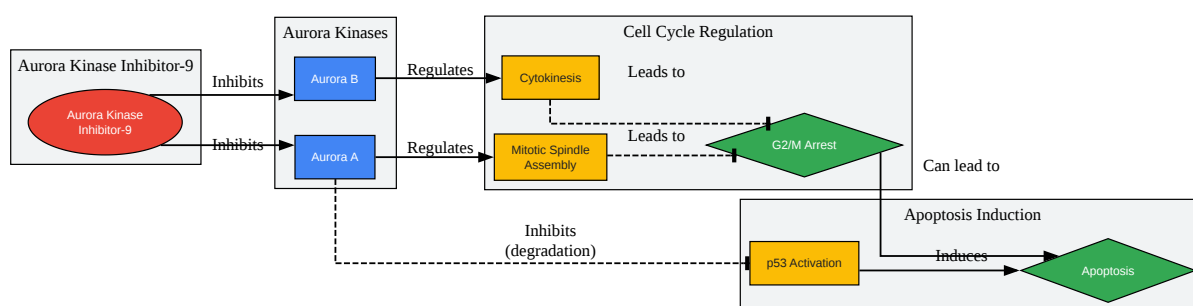 Aurora Kinase Inhibitor-9
Aurora Kinase
Inhibitor-9
Inhibits
Inhibits
Aurora Kinases
Aurora B
Aurora A
Regulates
Regulates
Cell Cycle Regulation
Cytokinesis
Leads to
Mitotic Spindle
Assembly
Leads to
G2/M Arrest
Can lead to
Inhibits
(degradation)
Apoptosis Induction
p53 Activation
Induces
Apoptosis